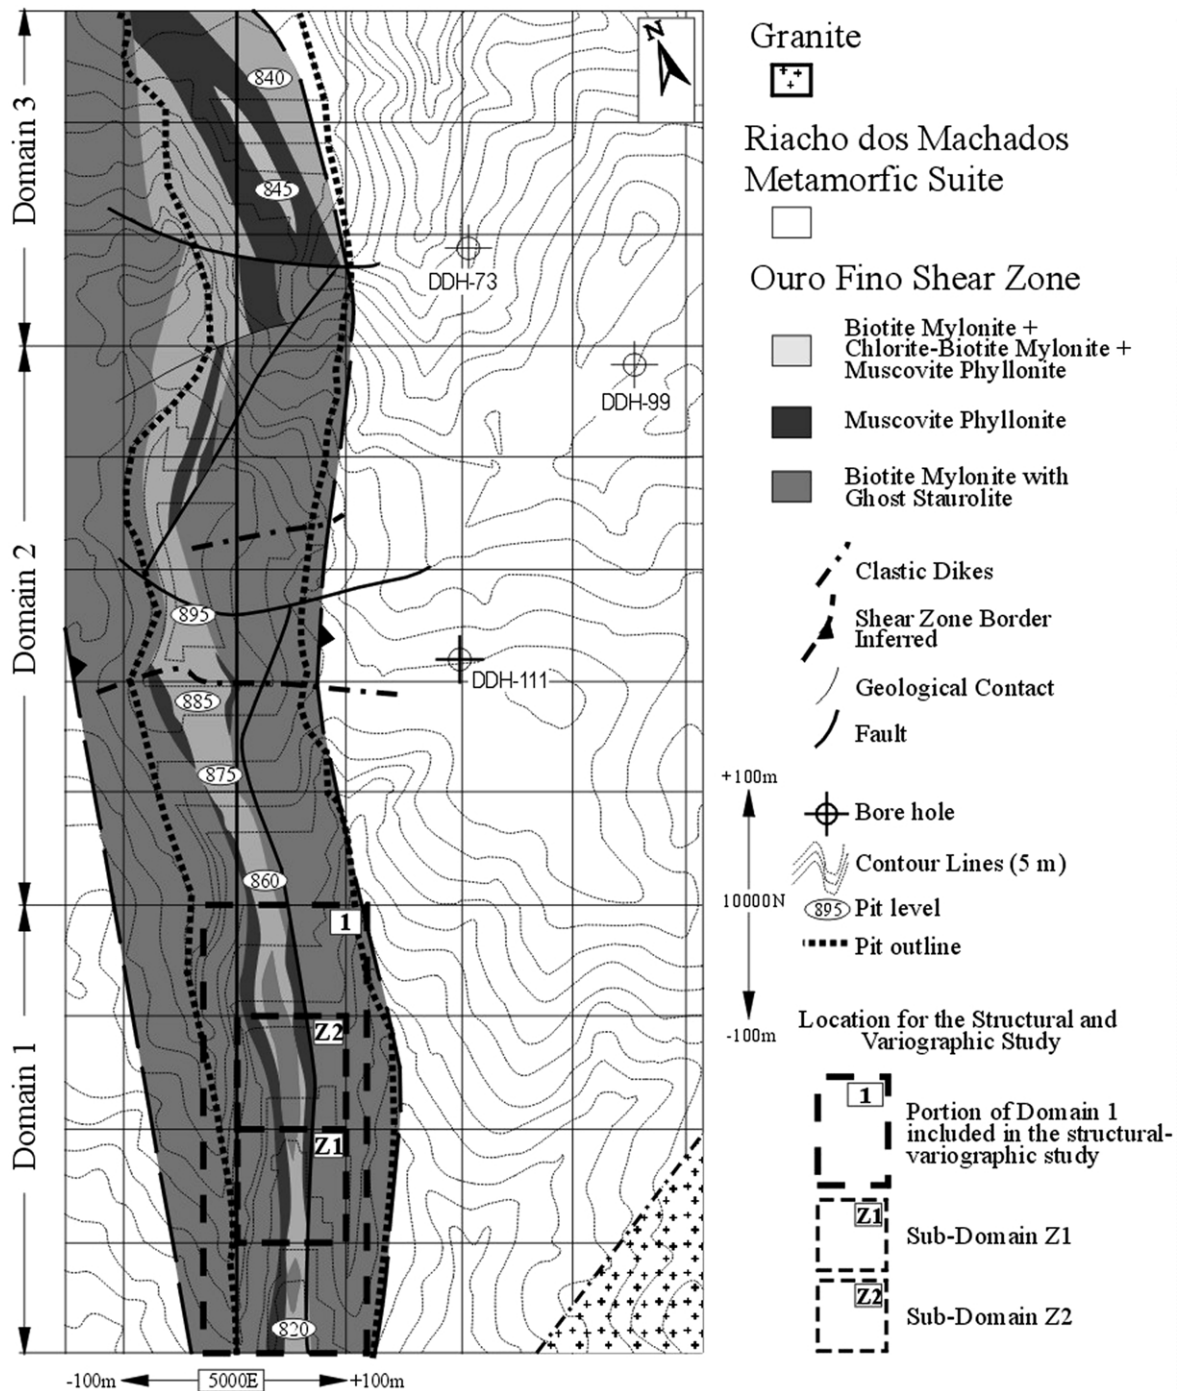 Domain 3
Domain 2
Domain 1
N
840
845
DDH-73
DDH-99
895
DDH-111
885
875
860
1
Z2
Z1
820
-100m
5000E
+100m
Granite
Riacho dos Machados
Metamorfic Suite
Ouro Fino Shear Zone
Biotite Mylonite +
Chlorite-Biotite Mylonite +
Muscovite Phyllonite
Muscovite Phyllonite
Biotite Mylonite with
Ghost Staurolite
Clastic Dikes
Shear Zone Border
Inferred
Geological Contact
Fault
+100m
10000N
-100m
Bore hole
Contour Lines (5 m)
895 Pit level
Pit outline
Location for the Structural and
Variographic Study
1
Portion of Domain 1
included in the structural-
variographic study
Z1
Sub-Domain Z1
Z2
Sub-Domain Z2